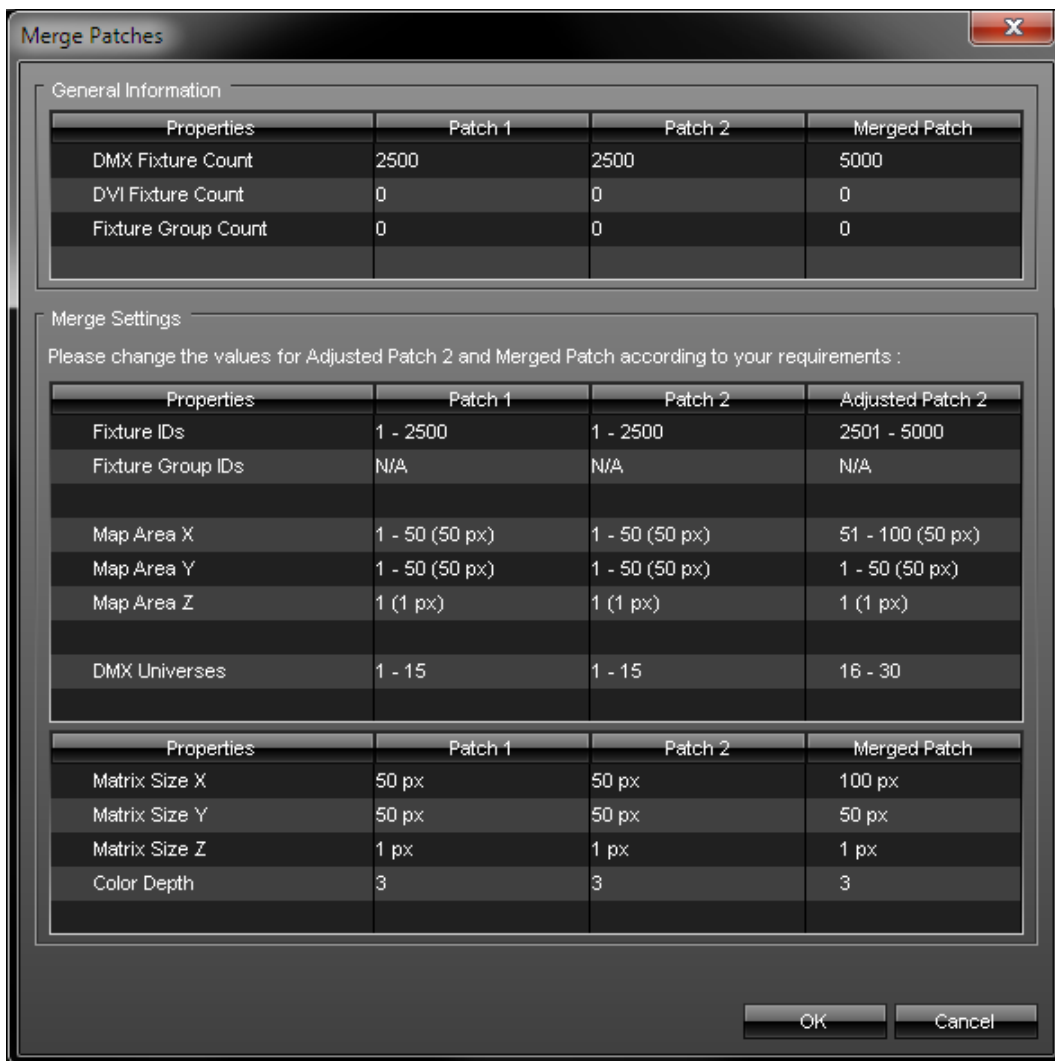 Merge Patches
General Information
Properties Patch 1 Patch 2 Merged Patch
DMX Fixture Count 2500 2500 5000
DVI Fixture Count 0 0 0
Fixture Group Count 0 0 0
Merge Settings
Please change the values for Adjusted Patch 2 and Merged Patch according to your requirements :
Properties Patch 1 Patch 2 Adjusted Patch 2
Fixture IDs 1 - 2500 1 - 2500 2501 - 5000
Fixture Group IDs N/A N/A N/A
Map Area X 1 - 50 (50 px) 1 - 50 (50 px) 51 - 100 (50 px)
Map Area Y 1 - 50 (50 px) 1 - 50 (50 px) 1 - 50 (50 px)
Map Area Z 1 (1 px) 1 (1 px) 1 (1 px)
DMX Universes 1 - 15 1 - 15 16 - 30
Properties Patch 1 Patch 2 Merged Patch
Matrix Size X 50 px 50 px 100 px
Matrix Size Y 50 px 50 px 50 px
Matrix Size Z 1 px 1 px 1 px
Color Depth 3 3 3
OK Cancel